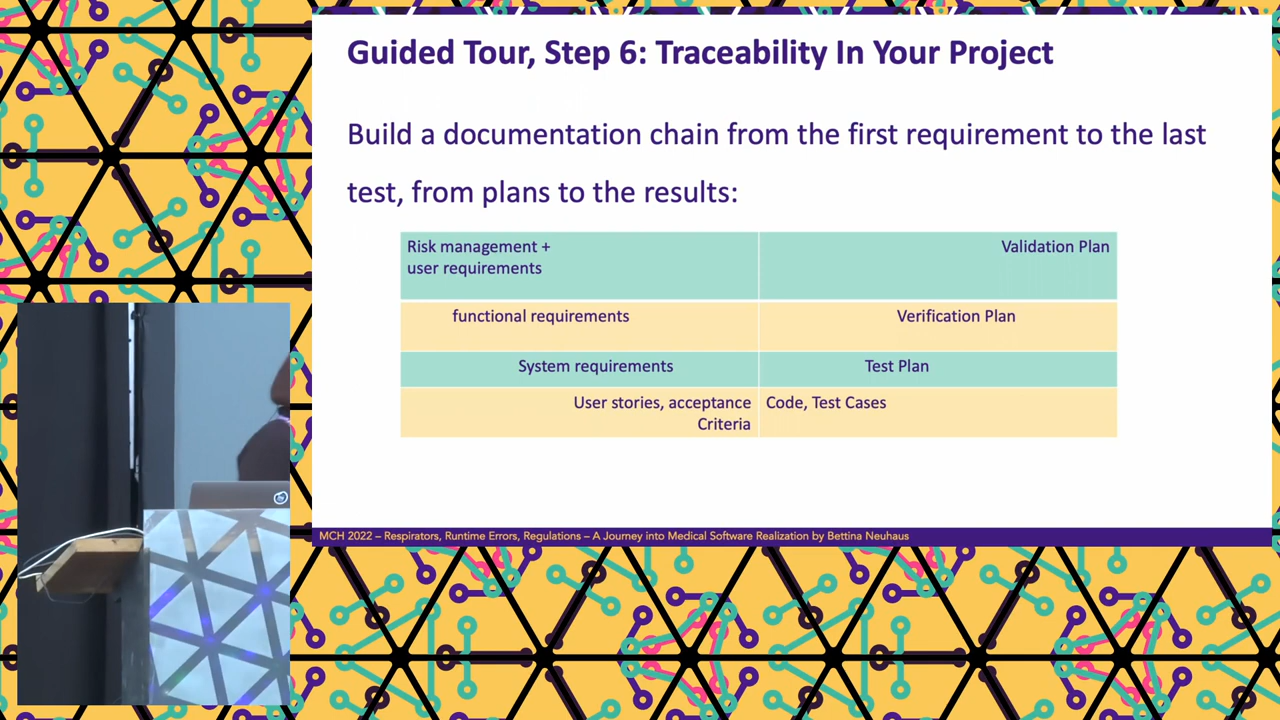 Guided Tour, Step 6: Traceability In Your Project
Build a documentation chain from the first requirement to the last
test, from plans to the results:
Risk management +
user requirements
Validation Plan
functional requirements
Verification Plan
System requirements
Test Plan
User stories, acceptance
Criteria
Code, Test Cases
MCH 2022 – Respirators, Runtime Errors, Regulations – A Journey into Medical Software Realization by Bettina Neuhaus